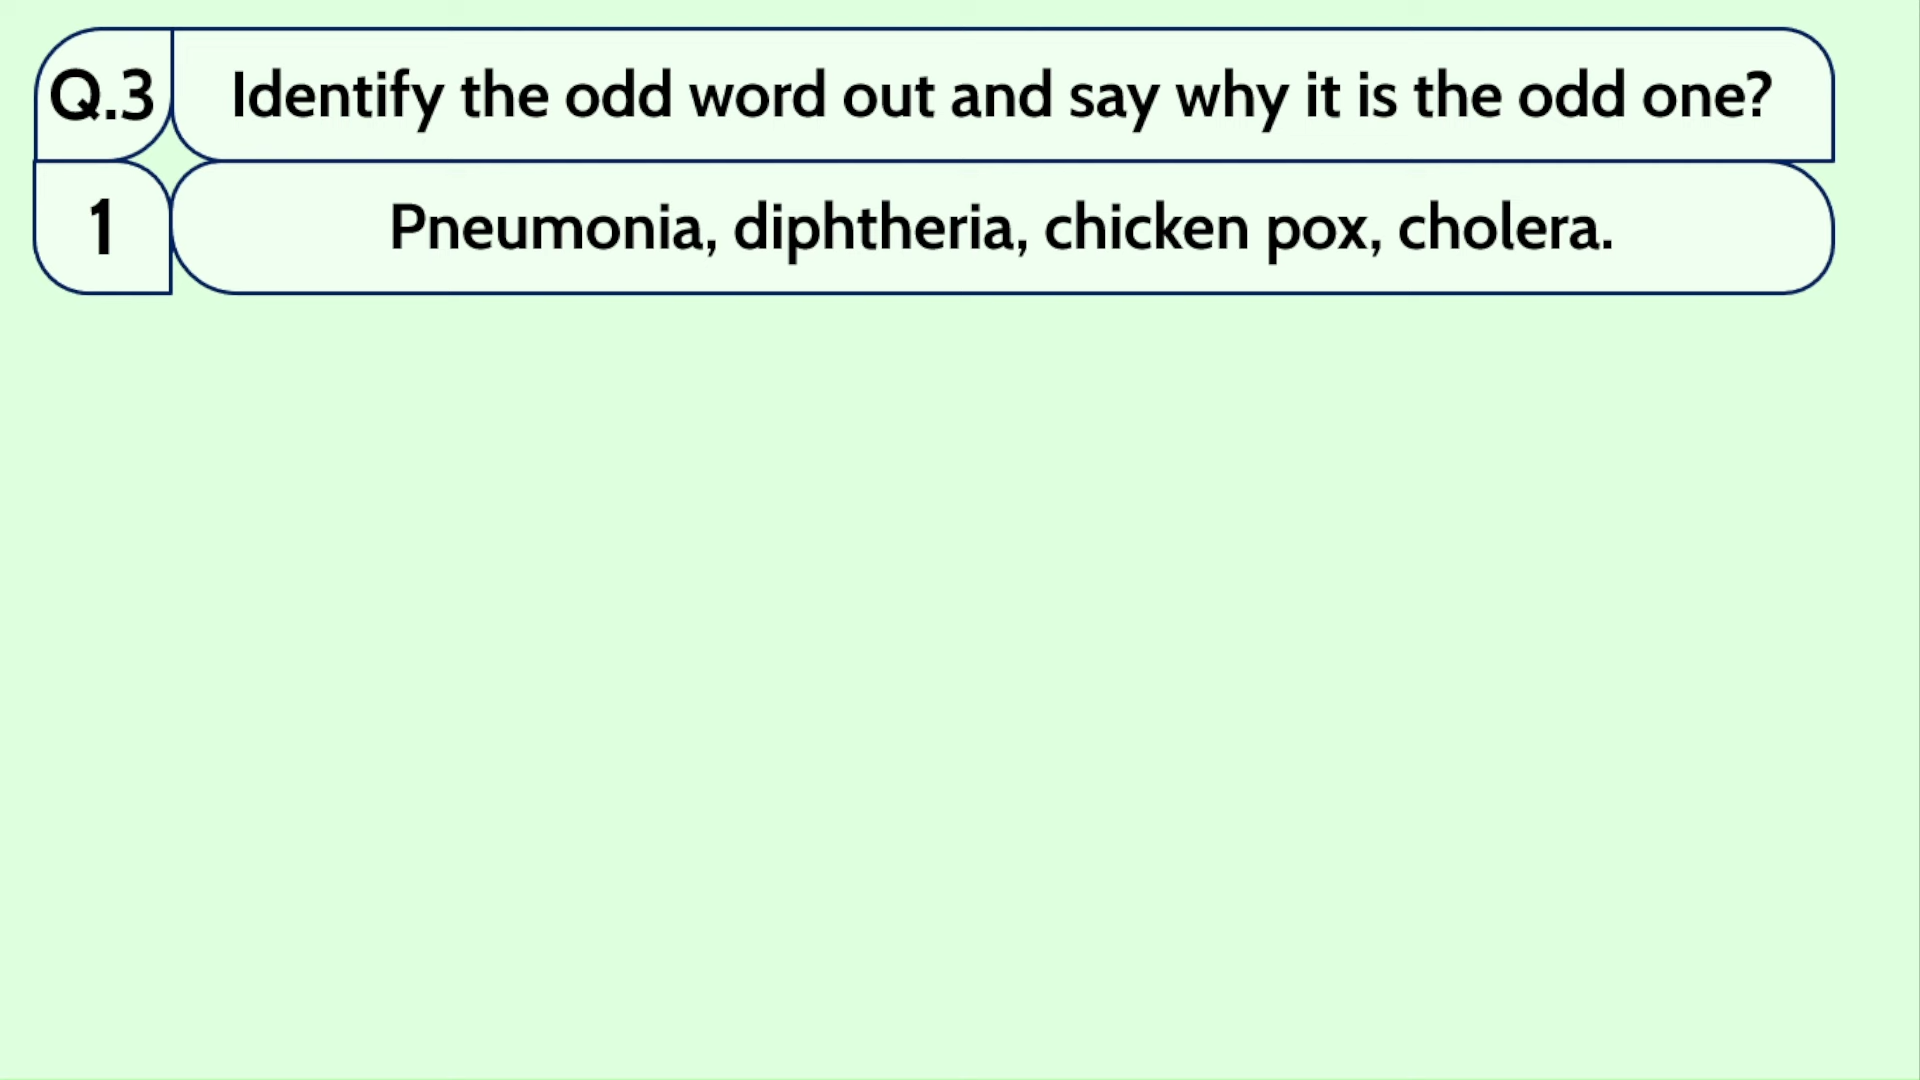 Q.3 Identify the odd word out and say why it is the odd one?
1 Pneumonia, diphtheria, chicken pox, cholera.